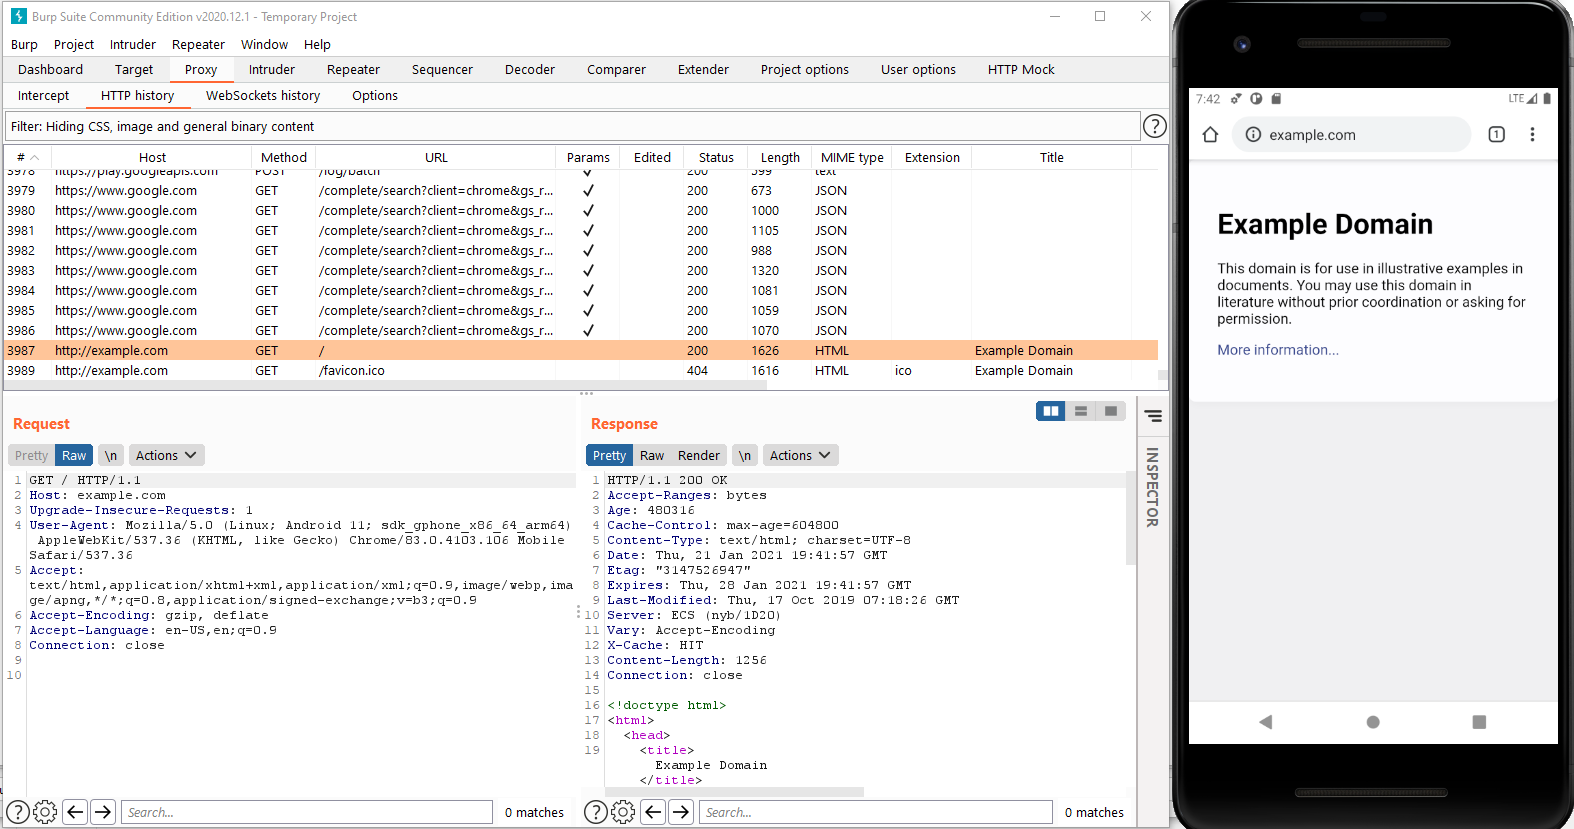 Burp Suite Community Edition v2020.12.1 - Temporary Project
Burp Project Intruder Repeater Window Help
Dashboard Target Proxy Intruder Repeater Sequencer Decoder Comparer Extender Project options User options HTTP Mock
Intercept HTTP history WebSockets history Options
Filter: Hiding CSS, image and general binary content
?
# Host Method URL Params Edited Status Length MIME type Extension Title
3978 https://play.googleapis.com POST /log/batch ✓ 200 599 text
3979 https://www.google.com GET /complete/search?client=chrome&gs_r... ✓ 200 673 JSON
3980 https://www.google.com GET /complete/search?client=chrome&gs_r... ✓ 200 1000 JSON
3981 https://www.google.com GET /complete/search?client=chrome&gs_r... ✓ 200 1105 JSON
3982 https://www.google.com GET /complete/search?client=chrome&gs_r... ✓ 200 988 JSON
3983 https://www.google.com GET /complete/search?client=chrome&gs_r... ✓ 200 1320 JSON
3984 https://www.google.com GET /complete/search?client=chrome&gs_r... ✓ 200 1081 JSON
3985 https://www.google.com GET /complete/search?client=chrome&gs_r... ✓ 200 1059 JSON
3986 https://www.google.com GET /complete/search?client=chrome&gs_r... ✓ 200 1070 JSON
3987 http://example.com GET / 200 1626 HTML Example Domain
3989 http://example.com GET /favicon.ico 404 1616 HTML ico Example Domain
Request
Pretty Raw \n Actions
1 GET / HTTP/1.1
2 Host: example.com
3 Upgrade-Insecure-Requests: 1
4 User-Agent: Mozilla/5.0 (Linux; Android 11; sdk_gphone_x86_64_arm64)
AppleWebKit/537.36 (KHTML, like Gecko) Chrome/83.0.4103.106 Mobile
Safari/537.36
5 Accept:
text/html,application/xhtml+xml,application/xml;q=0.9,image/webp,ima
ge/apng,*/*;q=0.8,application/signed-exchange;v=b3;q=0.9
6 Accept-Encoding: gzip, deflate
7 Accept-Language: en-US,en;q=0.9
8 Connection: close
9
10
? Search... 0 matches
Response
Pretty Raw Render \n Actions
1 HTTP/1.1 200 OK
2 Accept-Ranges: bytes
3 Age: 480316
4 Cache-Control: max-age=604800
5 Content-Type: text/html; charset=UTF-8
6 Date: Thu, 21 Jan 2021 19:41:57 GMT
7 Etag: "3147526947"
8 Expires: Thu, 28 Jan 2021 19:41:57 GMT
9 Last-Modified: Thu, 17 Oct 2019 07:18:26 GMT
10 Server: ECS (nyb/1D20)
11 Vary: Accept-Encoding
12 X-Cache: HIT
13 Content-Length: 1256
14 Connection: close
15
16 <!doctype html>
17 <html>
18 <head>
19 <title>
Example Domain
</title>
? Search... 0 matches
INSPECTOR
7:42 LTE
example.com 1
Example Domain
This domain is for use in illustrative examples in
documents. You may use this domain in
literature without prior coordination or asking for
permission.
More information...